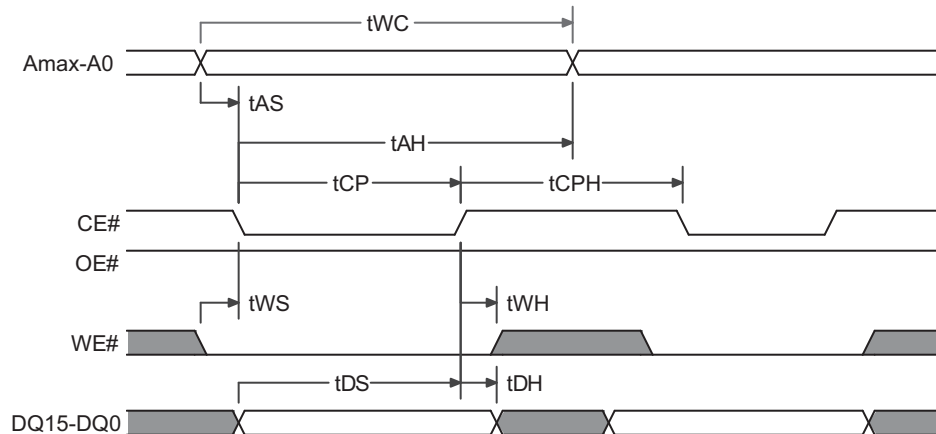 tWC
Amax-A0
tAS
tAH
tCP tCPH
CE#
OE#
tWS tWH
WE#
tDS tDH
DQ15-DQ0